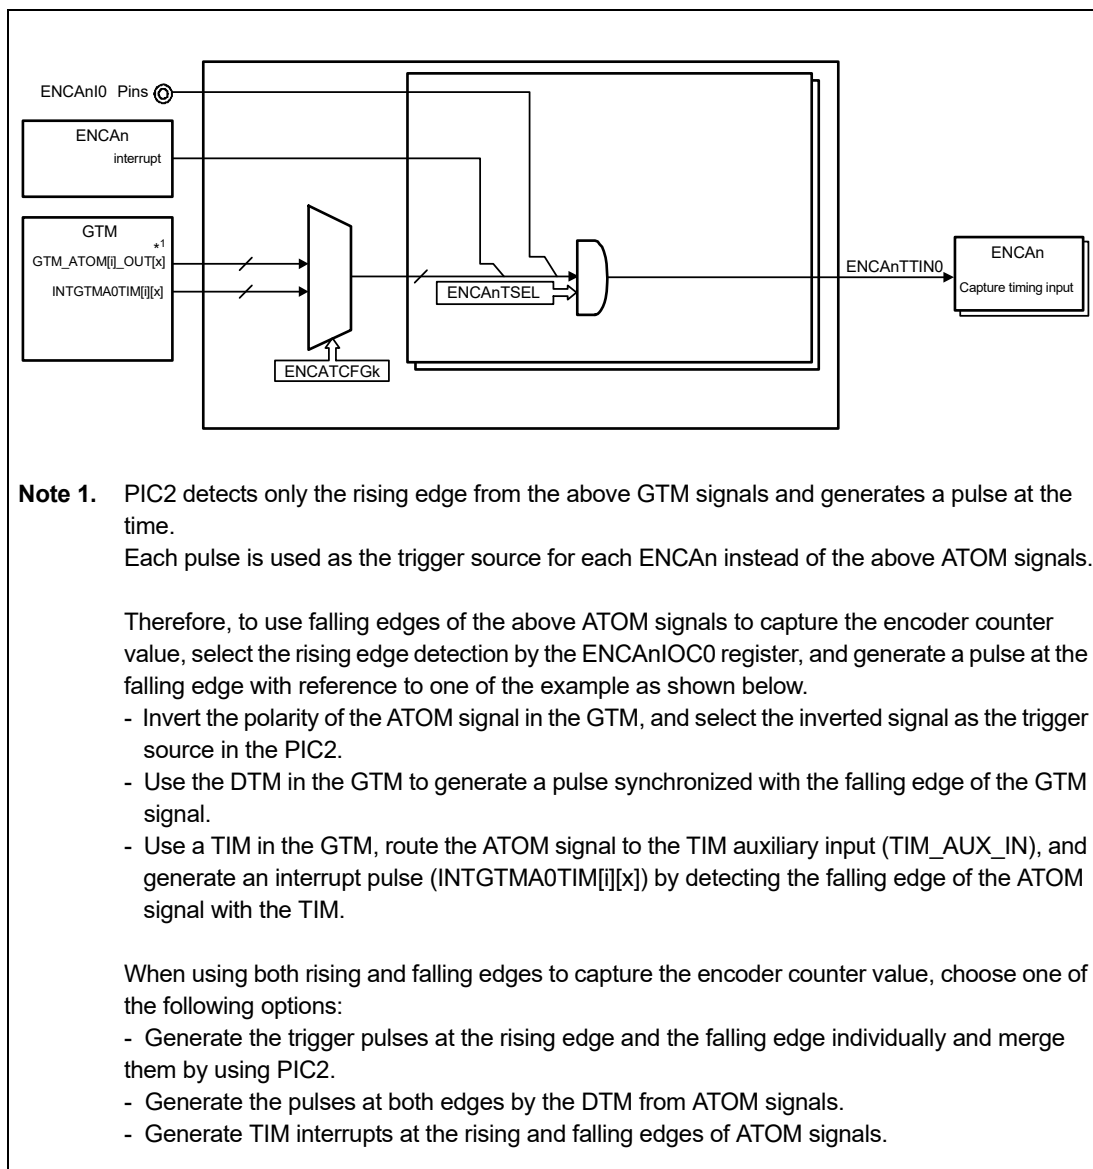 ENCAnI0 Pins
ENCAn
interrupt
GTM
*1
GTM_ATOM[i]_OUT[x]
INTGTMA0TIM[i][x]
ENCATCFGk
ENCAnTSEL
ENCAnTTIN0
ENCAn
Capture timing input
Note 1. PIC2 detects only the rising edge from the above GTM signals and generates a pulse at the
time.
Each pulse is used as the trigger source for each ENCAn instead of the above ATOM signals.
Therefore, to use falling edges of the above ATOM signals to capture the encoder counter
value, select the rising edge detection by the ENCAnIOC0 register, and generate a pulse at the
falling edge with reference to one of the example as shown below.
- Invert the polarity of the ATOM signal in the GTM, and select the inverted signal as the trigger
source in the PIC2.
- Use the DTM in the GTM to generate a pulse synchronized with the falling edge of the GTM
signal.
- Use a TIM in the GTM, route the ATOM signal to the TIM auxiliary input (TIM_AUX_IN), and
generate an interrupt pulse (INTGTMA0TIM[i][x]) by detecting the falling edge of the ATOM
signal with the TIM.
When using both rising and falling edges to capture the encoder counter value, choose one of
the following options:
- Generate the trigger pulses at the rising edge and the falling edge individually and merge
them by using PIC2.
- Generate the pulses at both edges by the DTM from ATOM signals.
- Generate TIM interrupts at the rising and falling edges of ATOM signals.